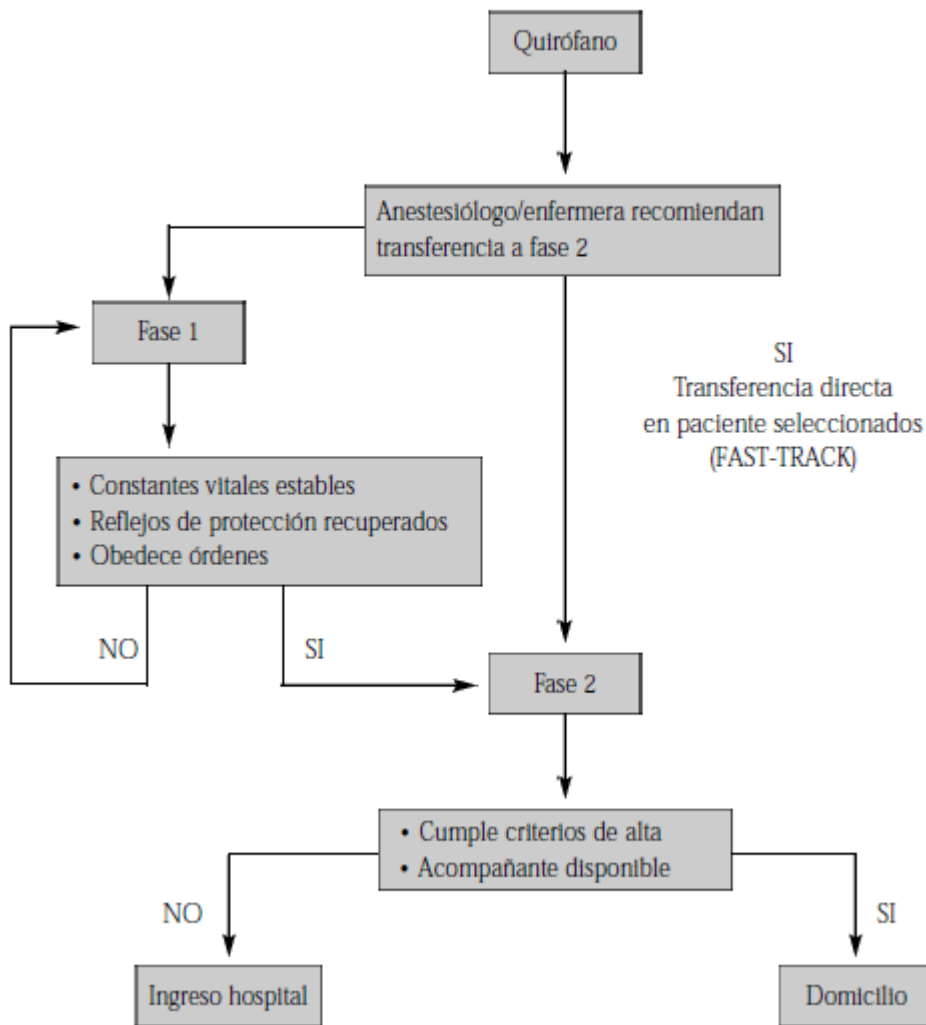 Quirófano
Anestesiólogo/enfermera recomiendan
transferencia a fase 2
Fase 1
SI
Transferencia directa
en paciente seleccionados
(FAST-TRACK)
• Constantes vitales estables
• Reflejos de protección recuperados
• Obedece órdenes
NO
SI
Fase 2
• Cumple criterios de alta
• Acompañante disponible
NO
SI
Ingreso hospital
Domicilio